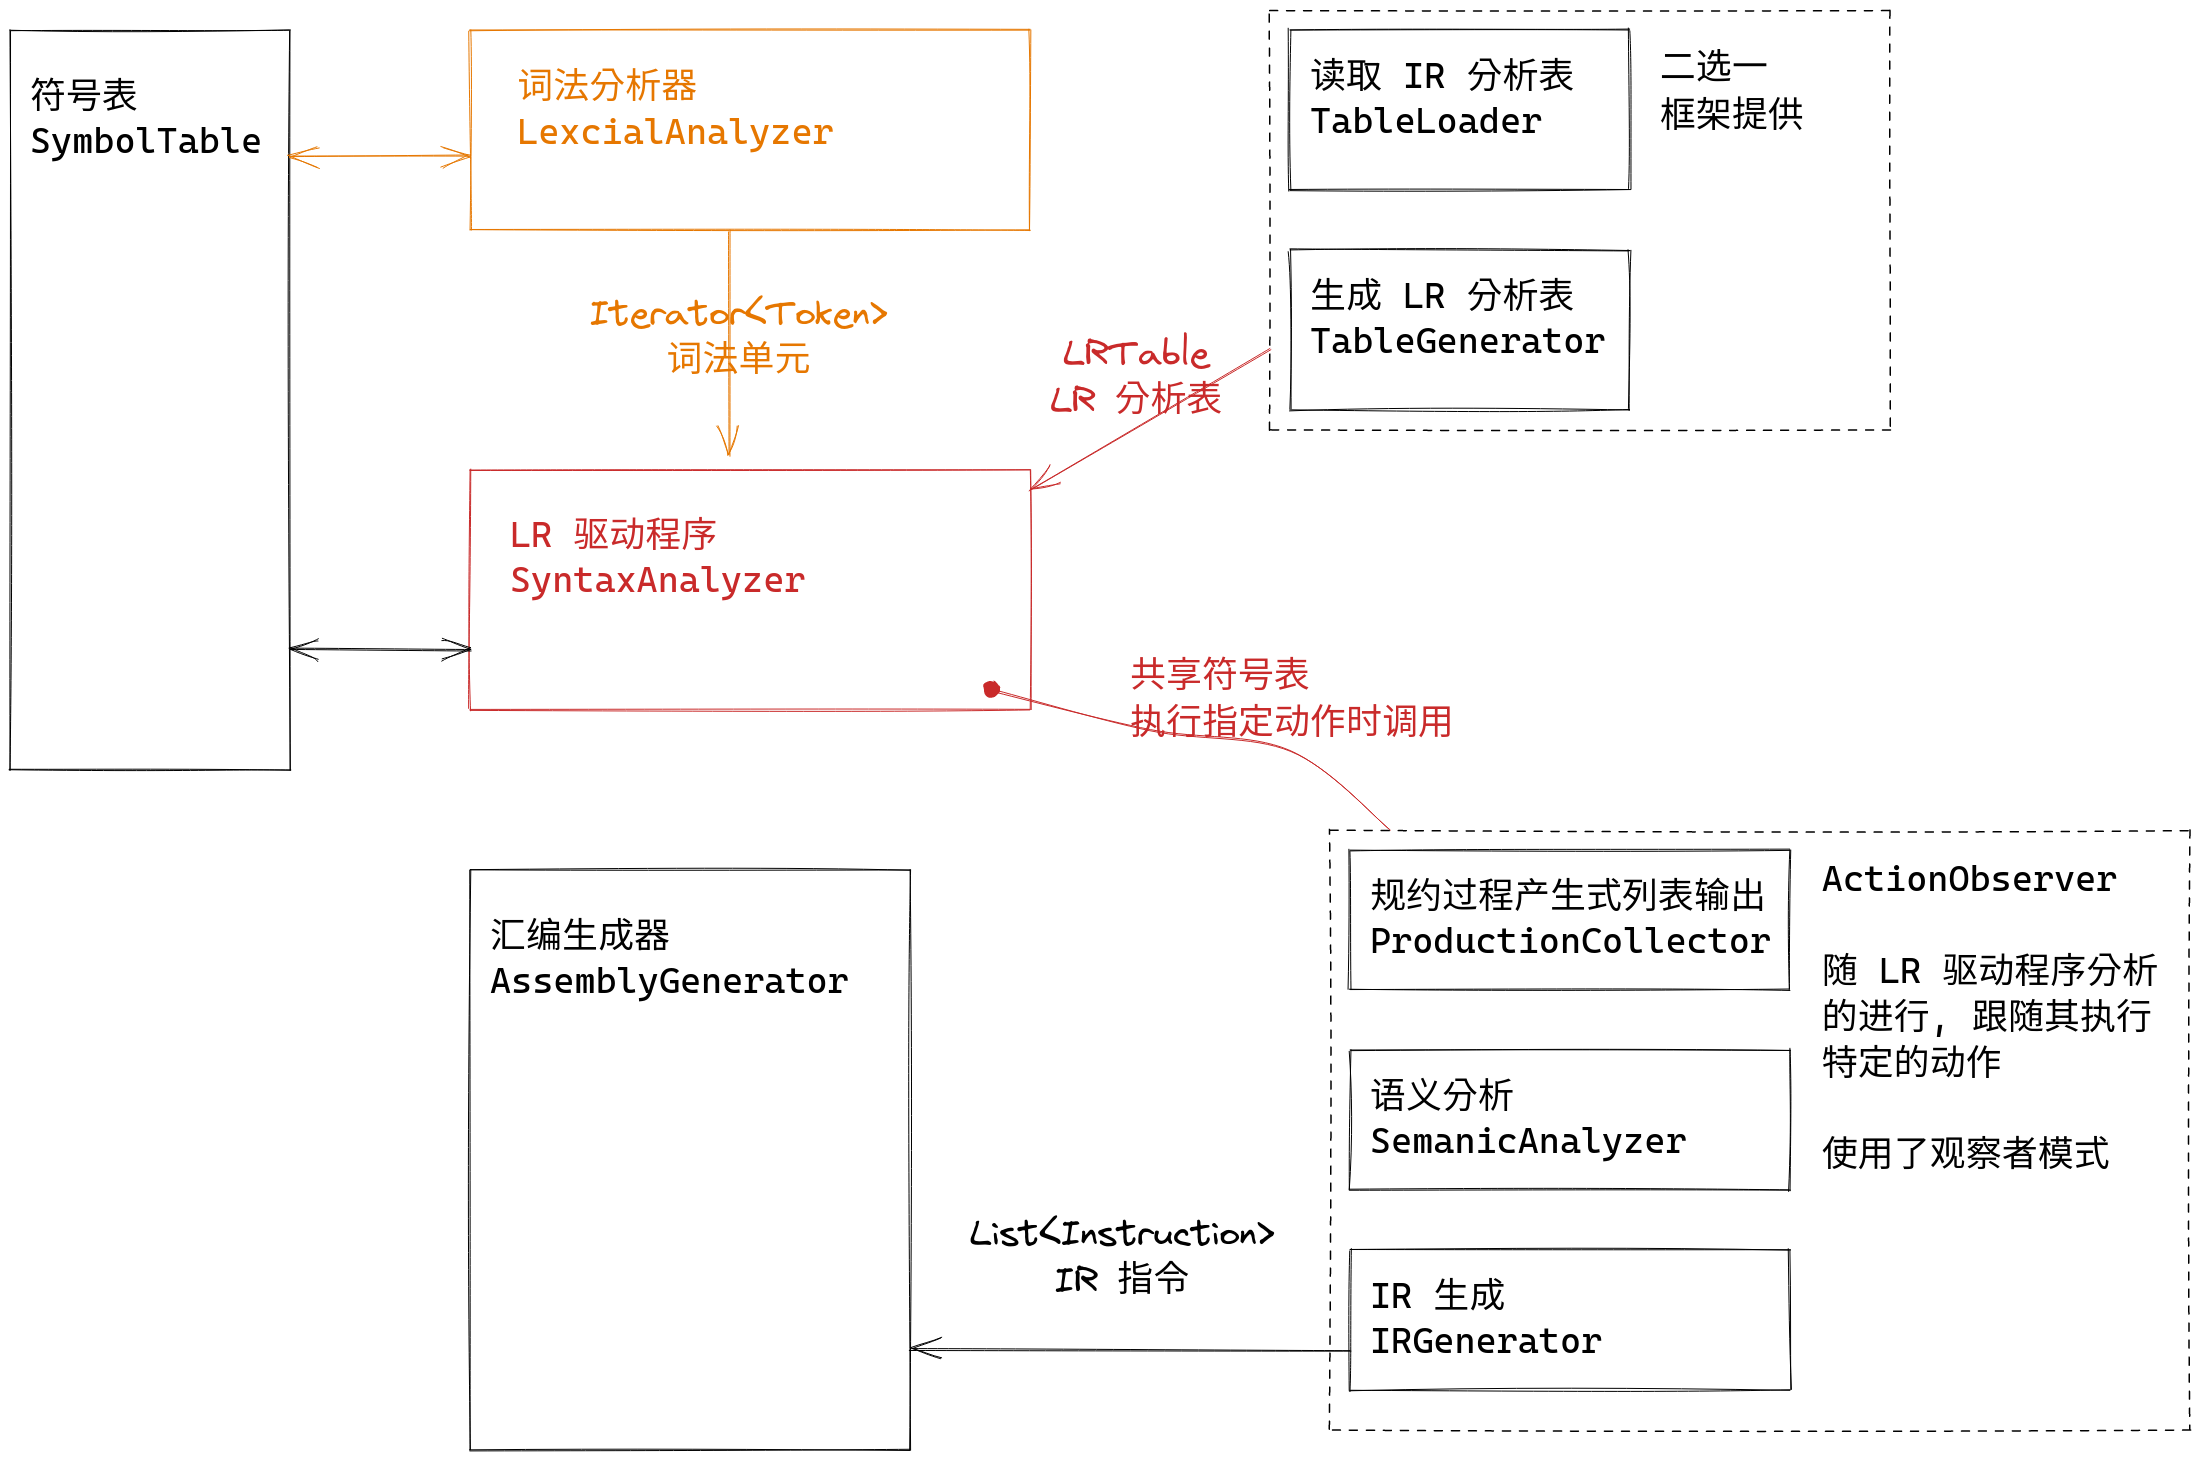 符号表
SymbolTable
词法分析器
LexcialAnalyzer
读取 IR 分析表
TableLoader
二选一
框架提供
生成 LR 分析表
TableGenerator
Iterator<Token>
词法单元
LRTable
LR 分析表
LR 驱动程序
SyntaxAnalyzer
共享符号表
执行指定动作时调用
汇编生成器
AssemblyGenerator
规约过程产生式列表输出
ProductionCollector
ActionObserver
随 LR 驱动程序分析
的进行, 跟随其执行
特定的动作
使用了观察者模式
语义分析
SemanicAnalyzer
List<Instruction>
IR 指令
IR 生成
IRGenerator